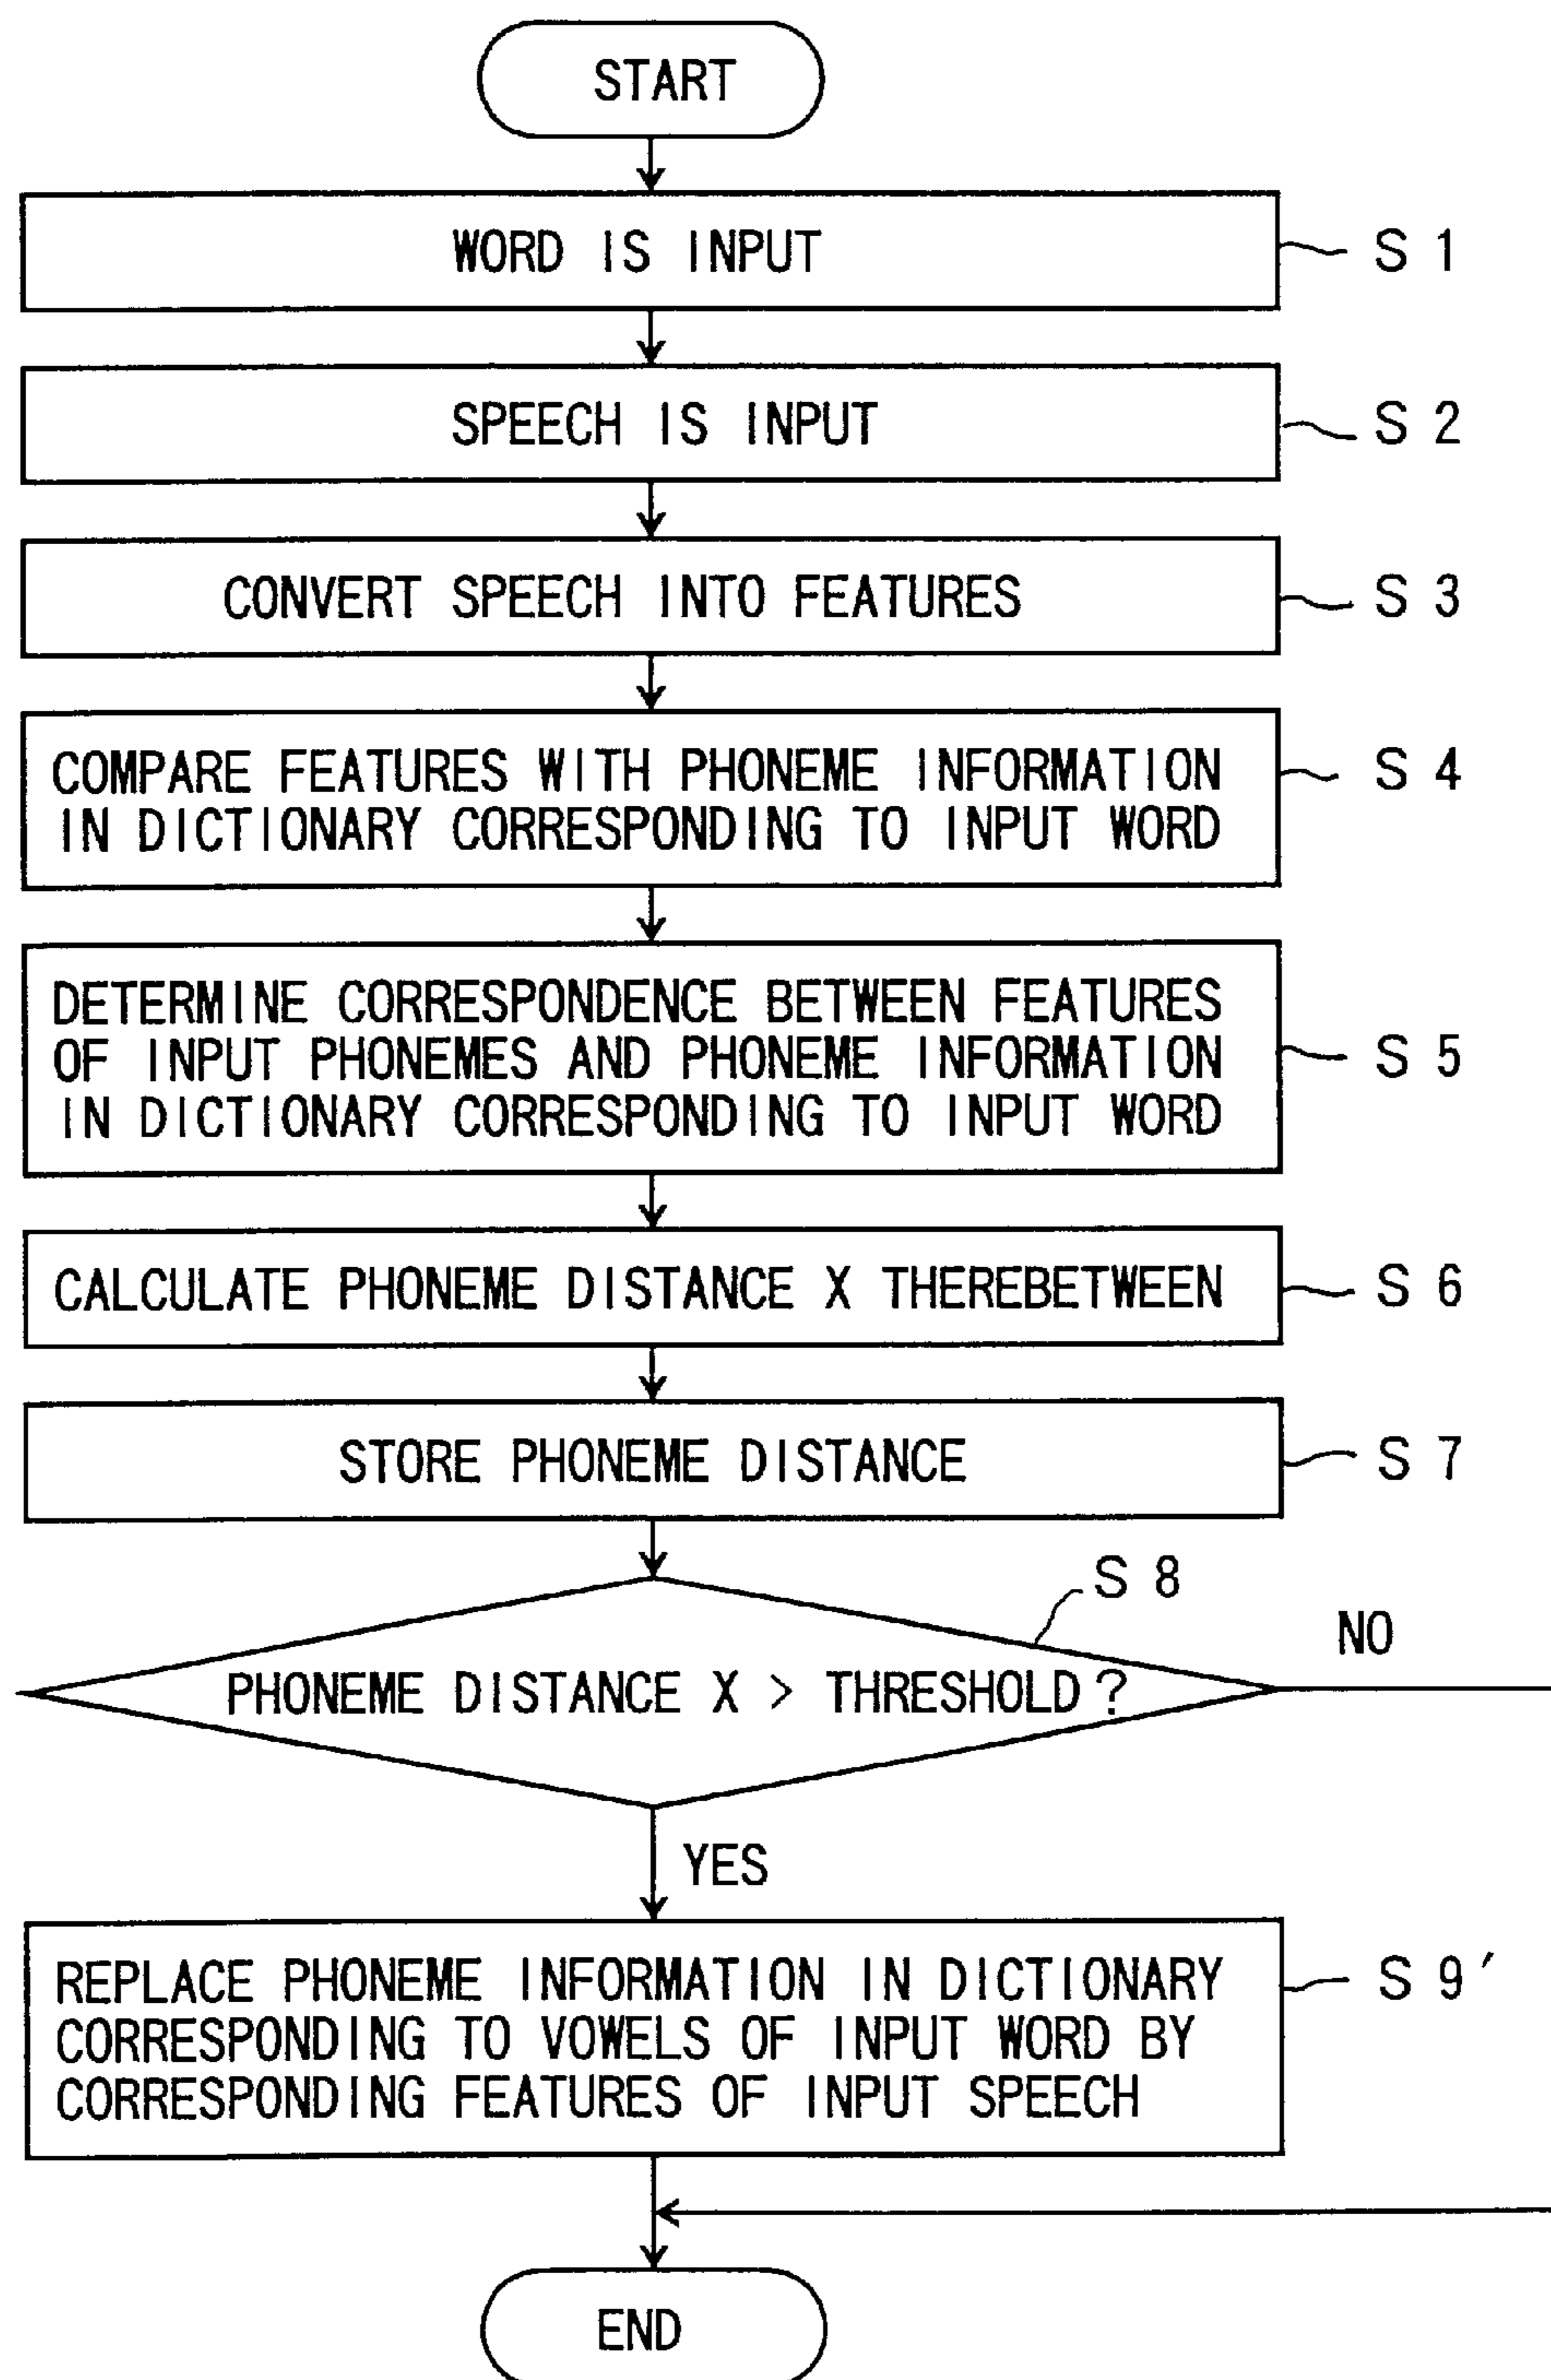 START
WORD IS INPUT
S 1
SPEECH IS INPUT
S 2
CONVERT SPEECH INTO FEATURES
S 3
COMPARE FEATURES WITH PHONEME INFORMATION
IN DICTIONARY CORRESPONDING TO INPUT WORD
S 4
DETERMINE CORRESPONDENCE BETWEEN FEATURES
OF INPUT PHONEMES AND PHONEME INFORMATION
IN DICTIONARY CORRESPONDING TO INPUT WORD
S 5
CALCULATE PHONEME DISTANCE X THEREBETWEEN
S 6
STORE PHONEME DISTANCE
S 7
S 8
PHONEME DISTANCE X > THRESHOLD?
NO
YES
REPLACE PHONEME INFORMATION IN DICTIONARY
CORRESPONDING TO VOWELS OF INPUT WORD BY
CORRESPONDING FEATURES OF INPUT SPEECH
S 9′
END